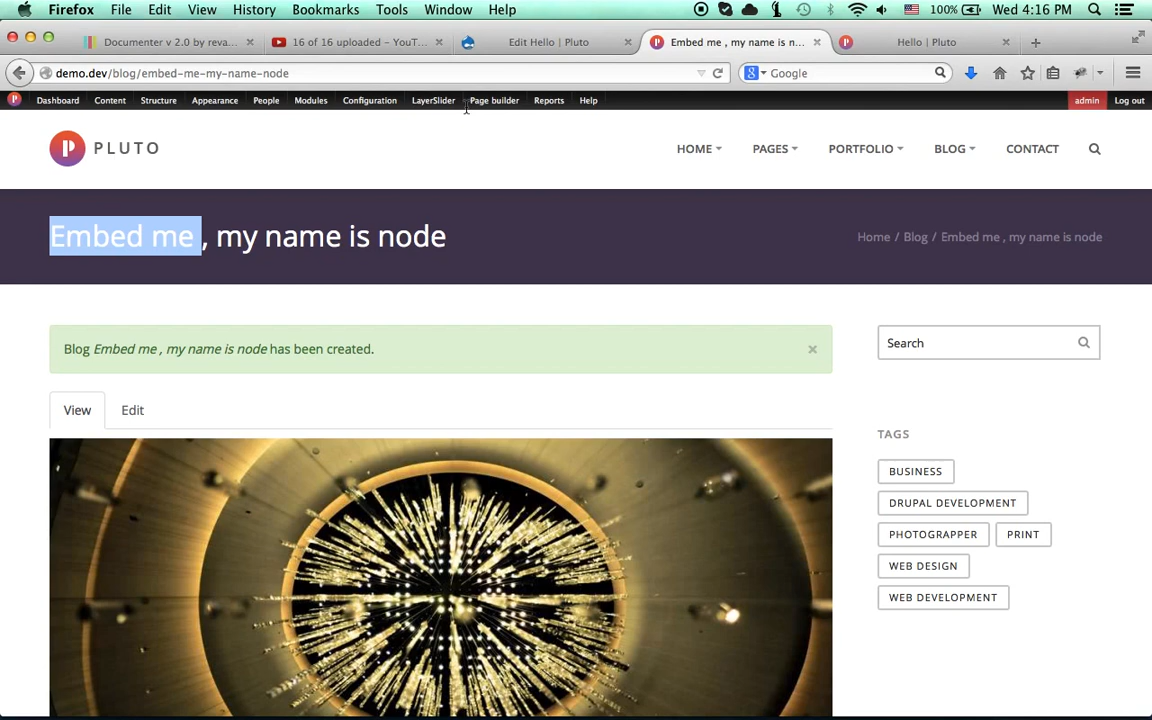 Firefox File Edit View History Bookmarks Tools Window Help 100% Wed 4:16 PM
Documenter v 2.0 by reva... 16 of 16 uploaded – YouT... Edit Hello | Pluto Embed me , my name is n... Hello | Pluto
demo.dev/blog/embed-me-my-name-node Google
Dashboard Content Structure Appearance People Modules Configuration LayerSlider Page builder Reports Help admin Log out
PLUTO HOME PAGES PORTFOLIO BLOG CONTACT
Embed me , my name is node
Home / Blog / Embed me , my name is node
Blog Embed me , my name is node has been created.
Search
View Edit
TAGS
BUSINESS
DRUPAL DEVELOPMENT
PHOTOGRAPPER PRINT
WEB DESIGN
WEB DEVELOPMENT